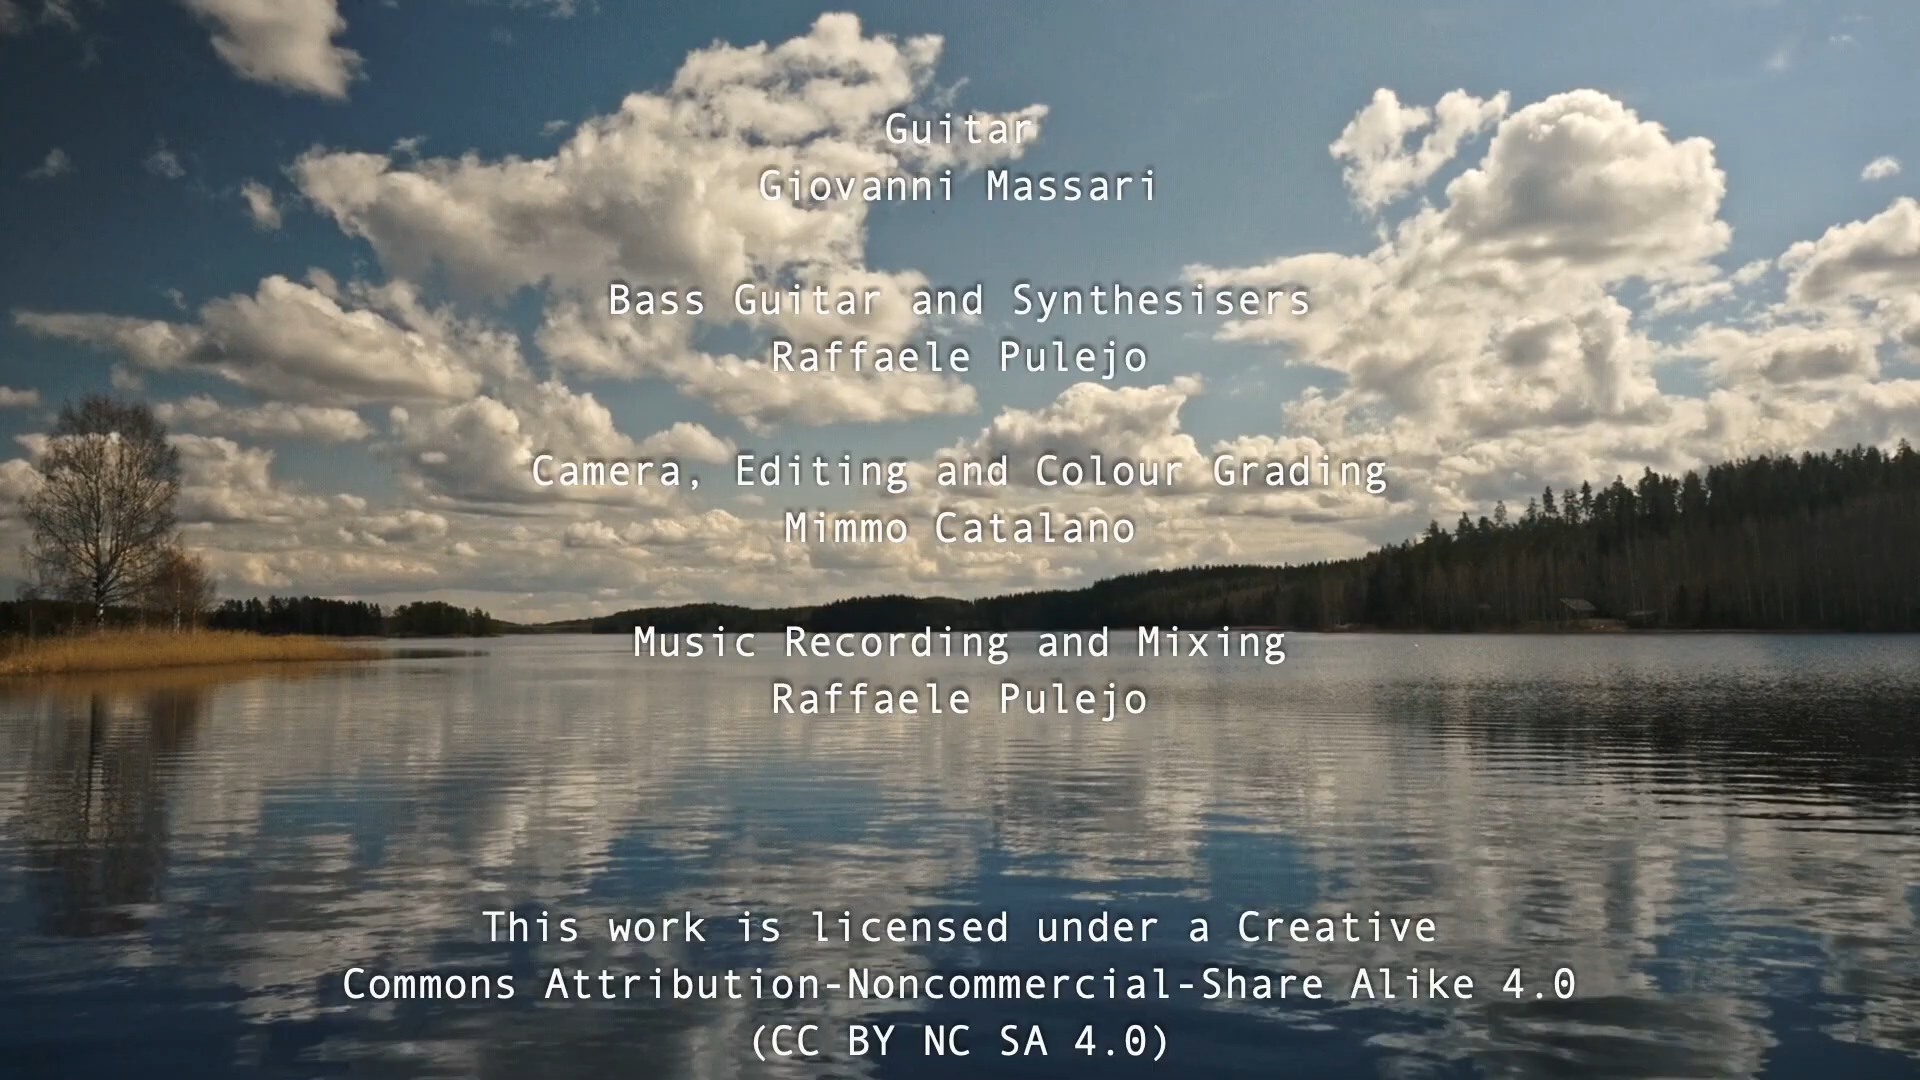 Guitar
Giovanni Massari
Bass Guitar and Synthesisers
Raffaele Pulejo
Camera, Editing and Colour Grading
Mimmo Catalano
Music Recording and Mixing
Raffaele Pulejo
This work is licensed under a Creative
Commons Attribution-Noncommercial-Share Alike 4.0
(CC BY NC SA 4.0)